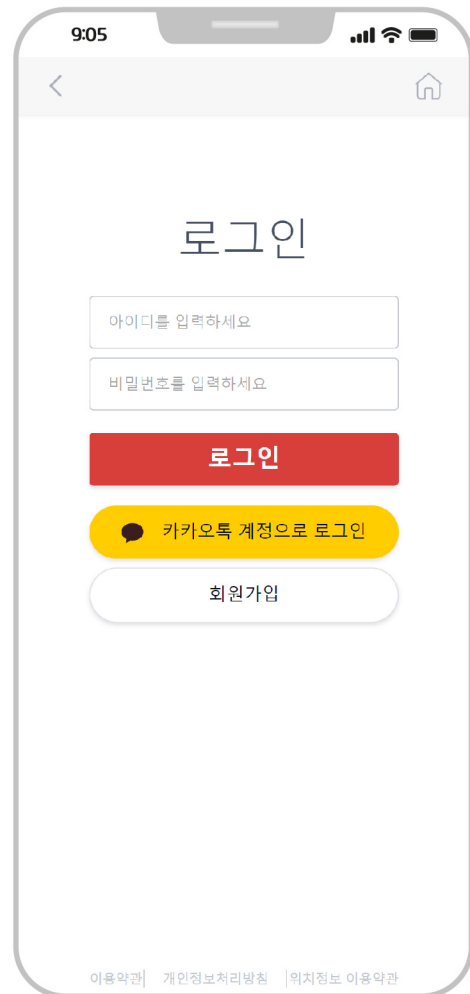 9:05
로그인
아이디를 입력하세요
비밀번호를 입력하세요
로그인
카카오톡 계정으로 로그인
회원가입
이용약관| 개인정보처리방침 |위치정보 이용약관